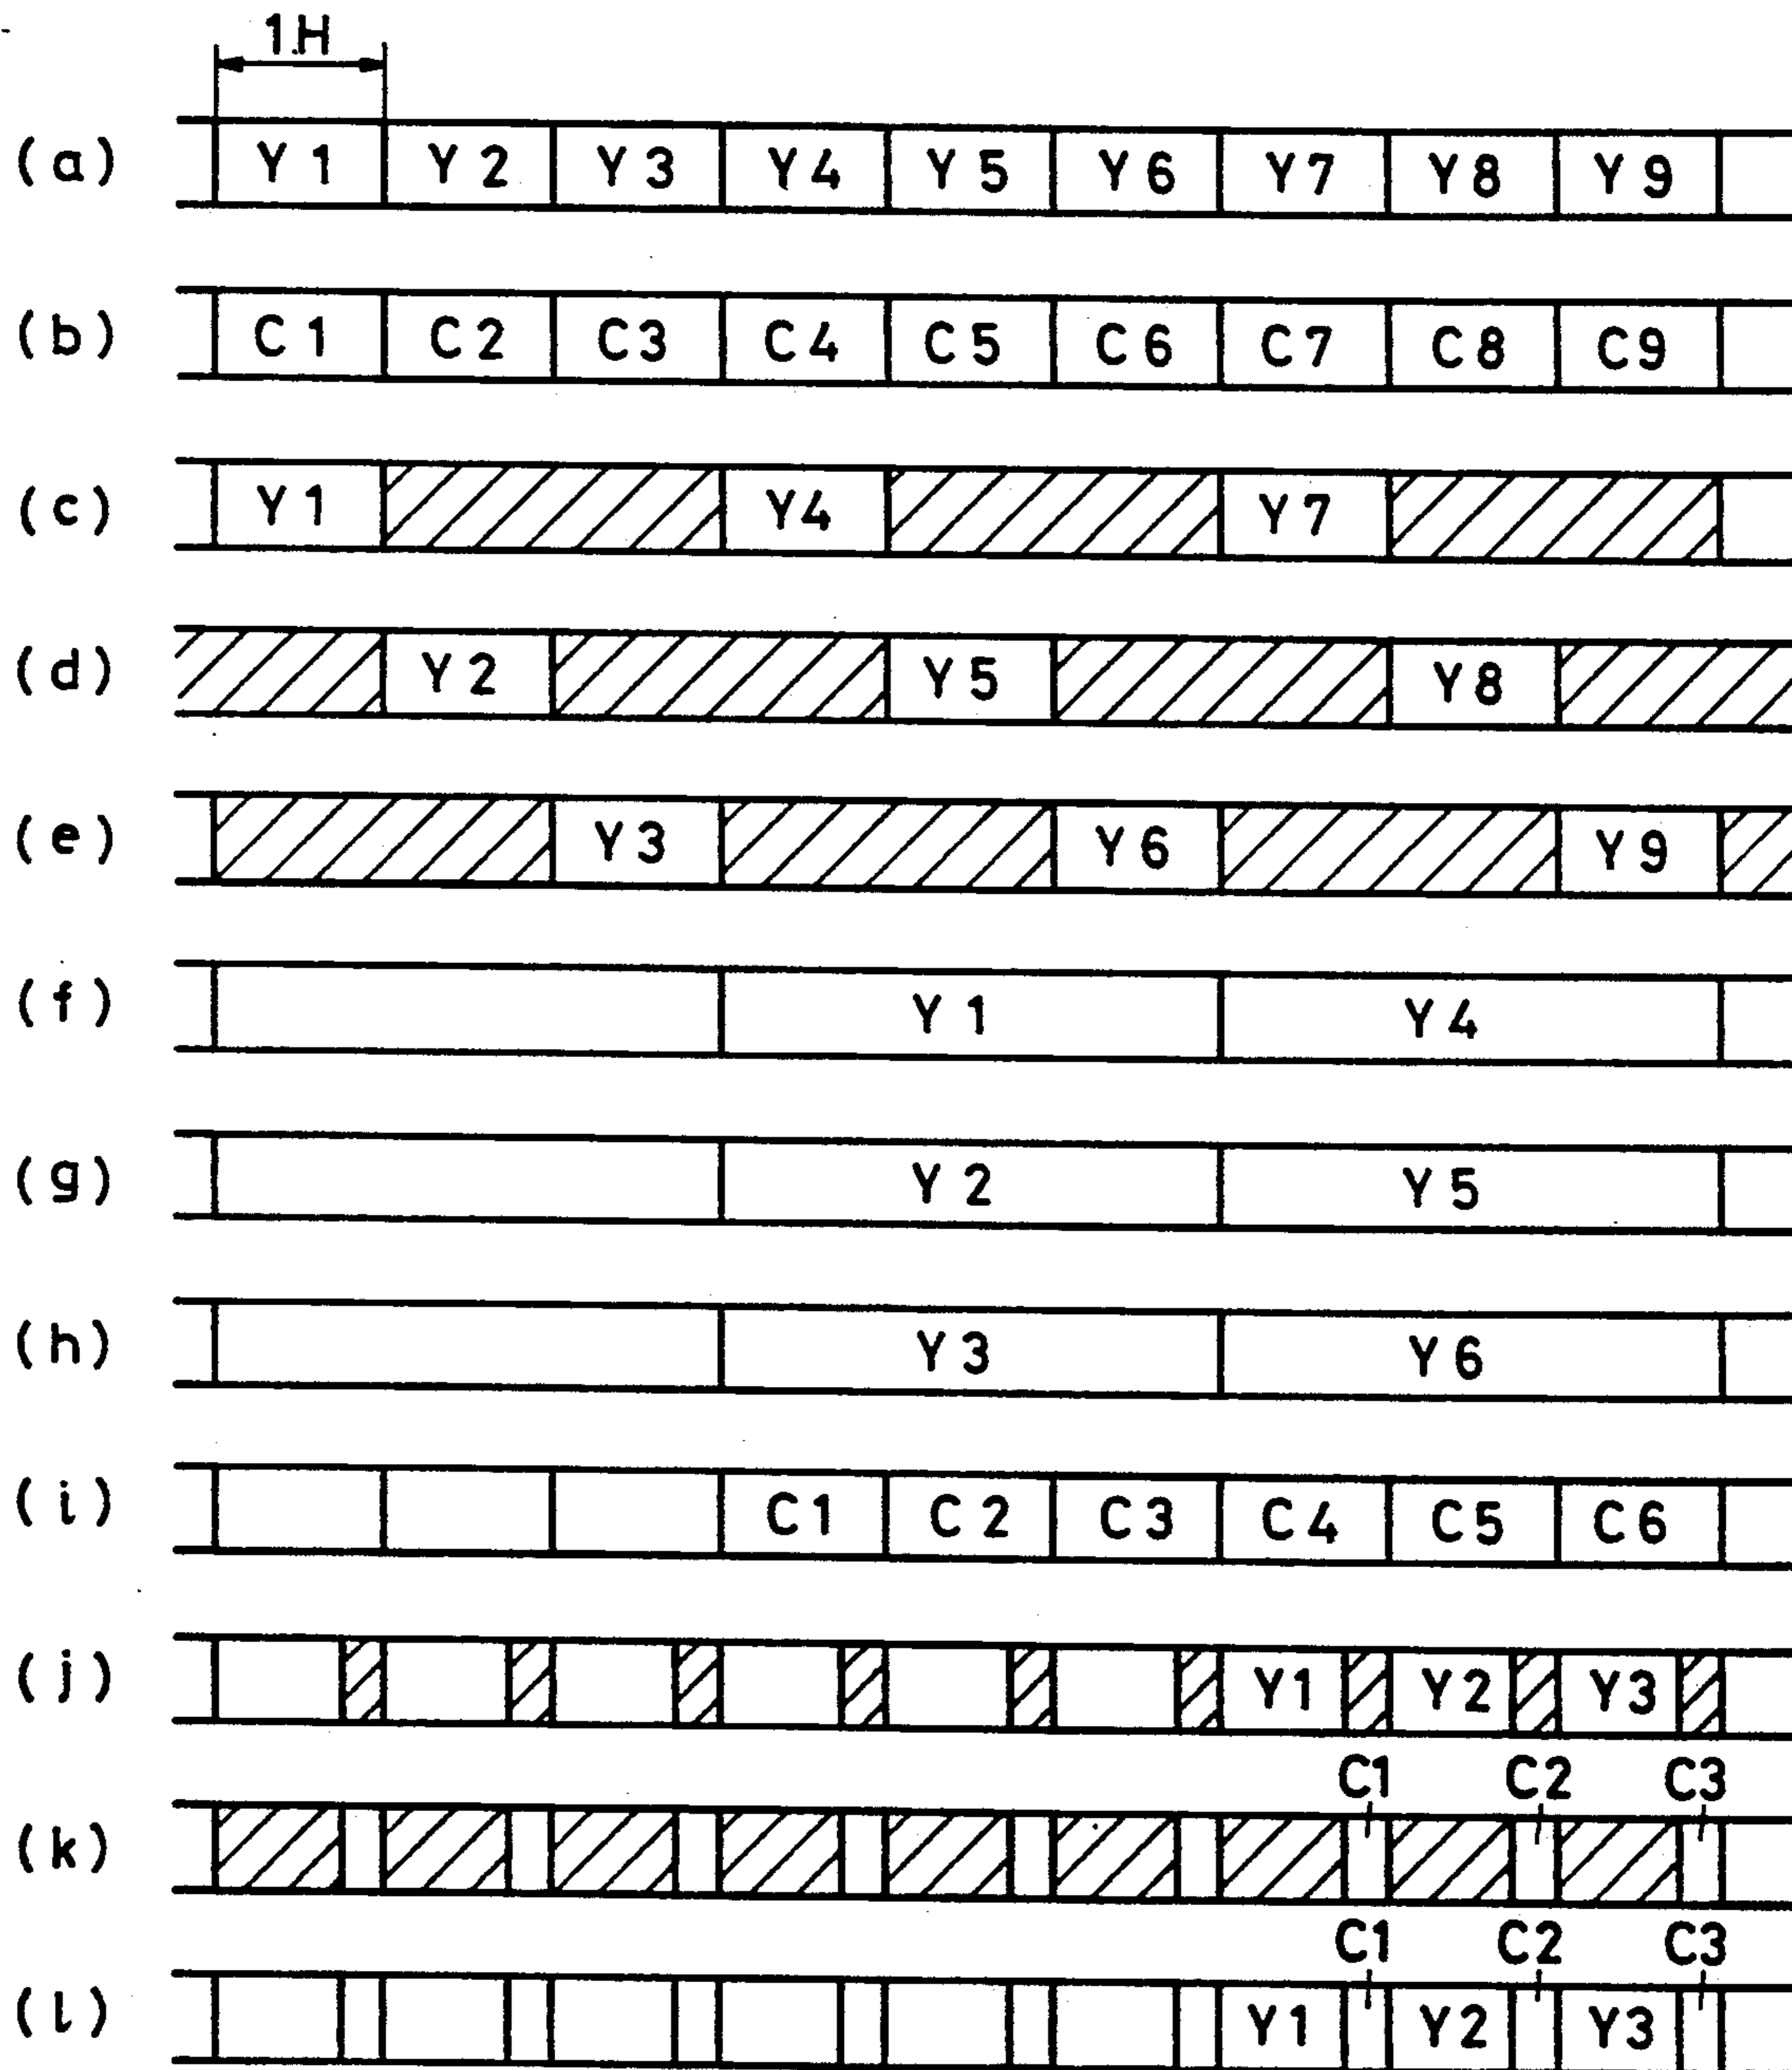 1H
(a) Y1 Y2 Y3 Y4 Y5 Y6 Y7 Y8 Y9
(b) C1 C2 C3 C4 C5 C6 C7 C8 C9
(c) Y1 Y4 Y7
(d) Y2 Y5 Y8
(e) Y3 Y6 Y9
(f) Y1 Y4
(g) Y2 Y5
(h) Y3 Y6
(i) C1 C2 C3 C4 C5 C6
(j) Y1 Y2 Y3
C1 C2 C3
(k)
C1 C2 C3
(l) Y1 Y2 Y3